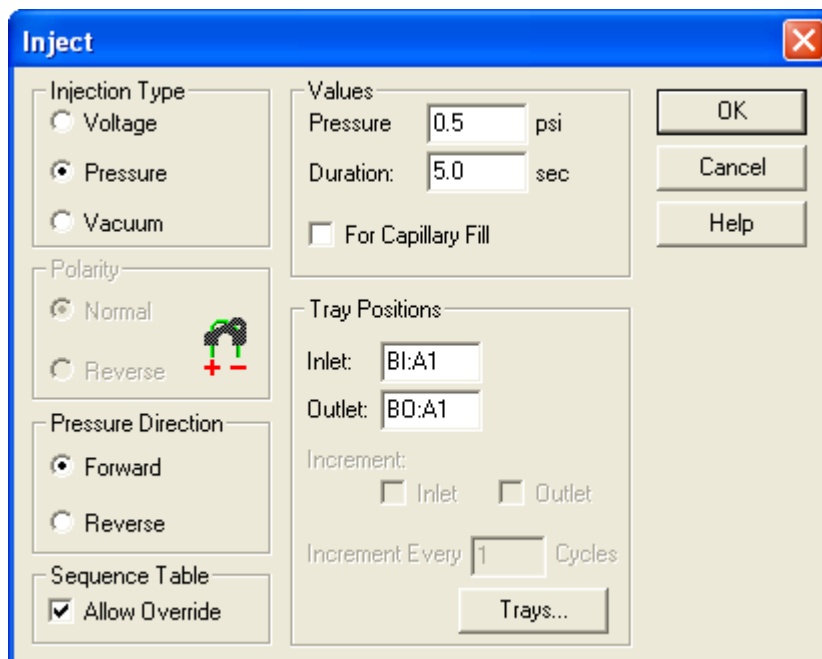 Inject
Injection Type
Voltage
Pressure
Vacuum
Polarity
Normal
Reverse
+ −
Pressure Direction
Forward
Reverse
Sequence Table
Allow Override
Values
Pressure 0.5 psi
Duration: 5.0 sec
For Capillary Fill
Tray Positions
Inlet: BI:A1
Outlet: BO:A1
Increment:
Inlet Outlet
Increment Every 1 Cycles
Trays...
OK
Cancel
Help